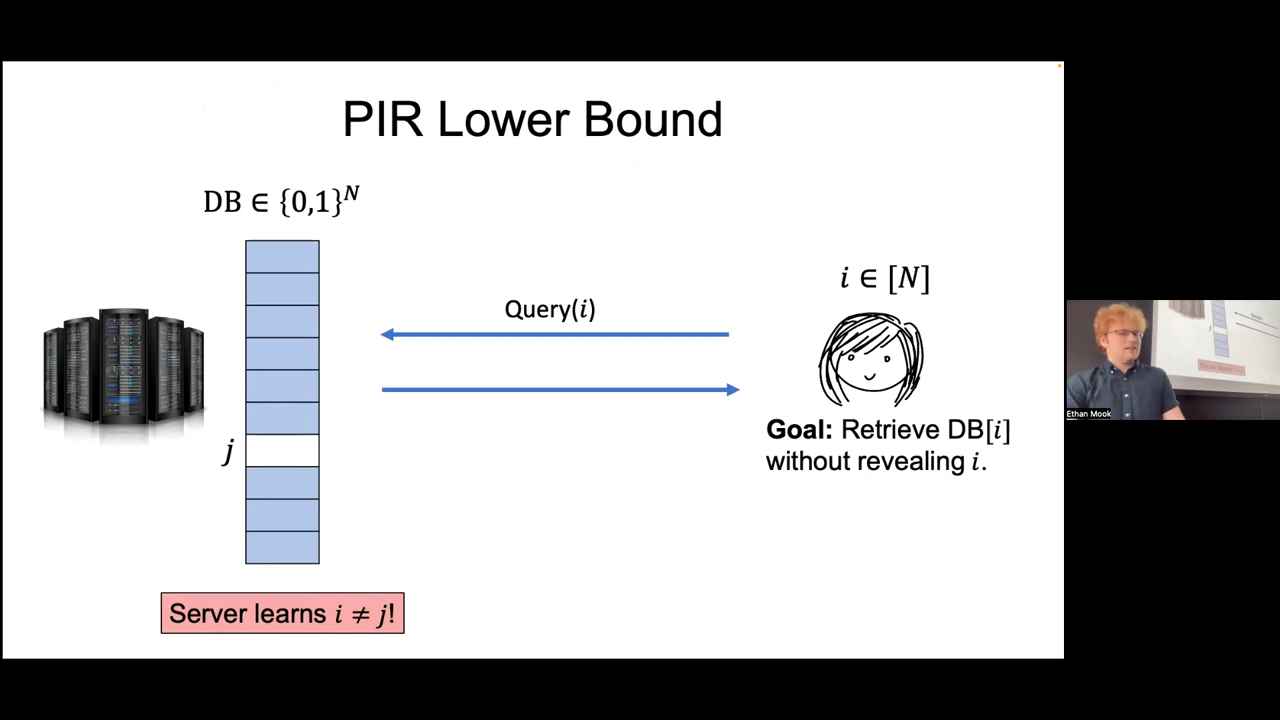 PIR Lower Bound
DB ∈ {0,1}^N
i ∈ [N]
Query(i)
j
Goal: Retrieve DB[i]
without revealing i.
Server learns i ≠ j!
Ethan Mook